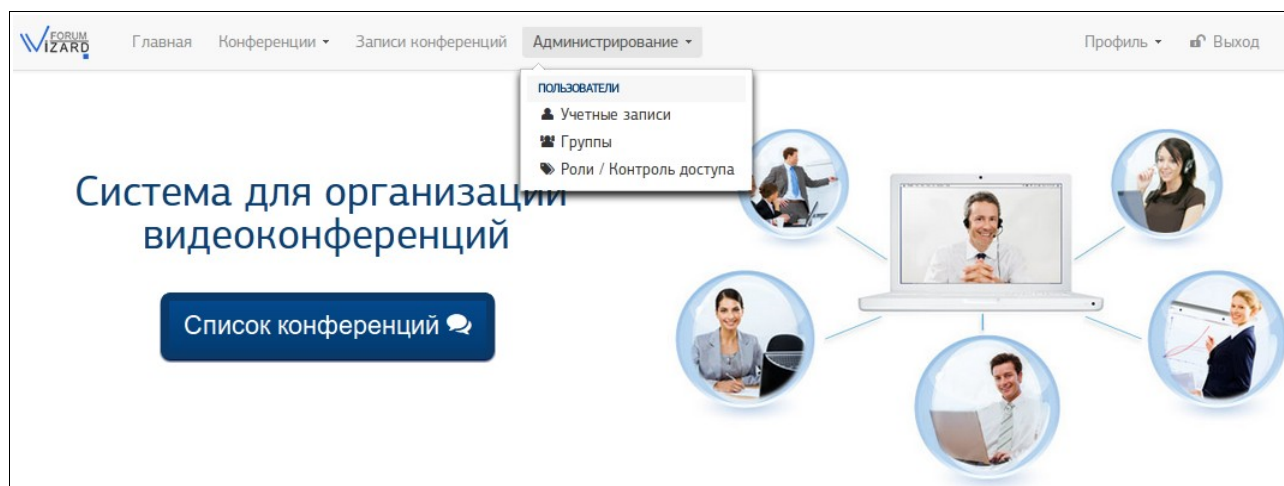 FORUM
WIZARD
Главная Конференции Записи конференций Администрирование Профиль Выход
ПОЛЬЗОВАТЕЛИ
Учетные записи
Группы
Роли / Контроль доступа
Система для организации
видеоконференций
Список конференций